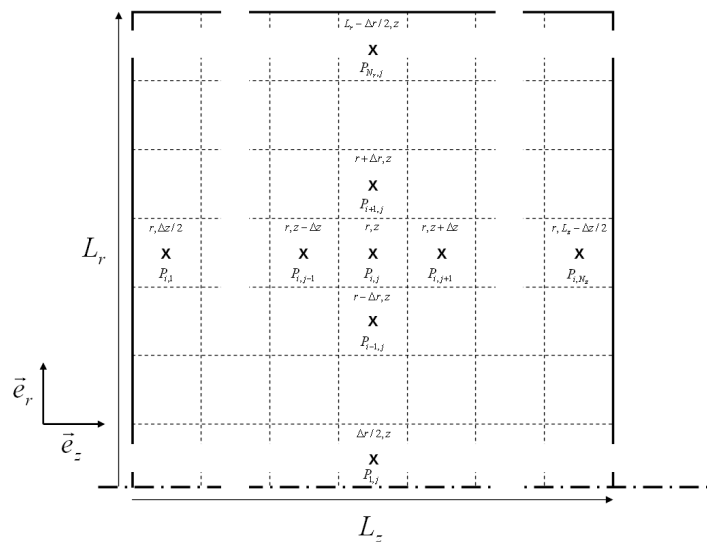 L_r − Δr/2, z
X
P_{N_r,j}
r + Δr, z
X
P_{i+1,j}
r, Δz/2 r, z − Δz r, z r, z + Δz r, L_z − Δz/2
X X X X X
P_{i,1} P_{i,j−1} P_{i,j} P_{i,j+1} P_{i,N_z}
L_r
r − Δr, z
X
P_{i−1,j}
e_r
e_z
Δr/2, z
X
P_{1,j}
L_z